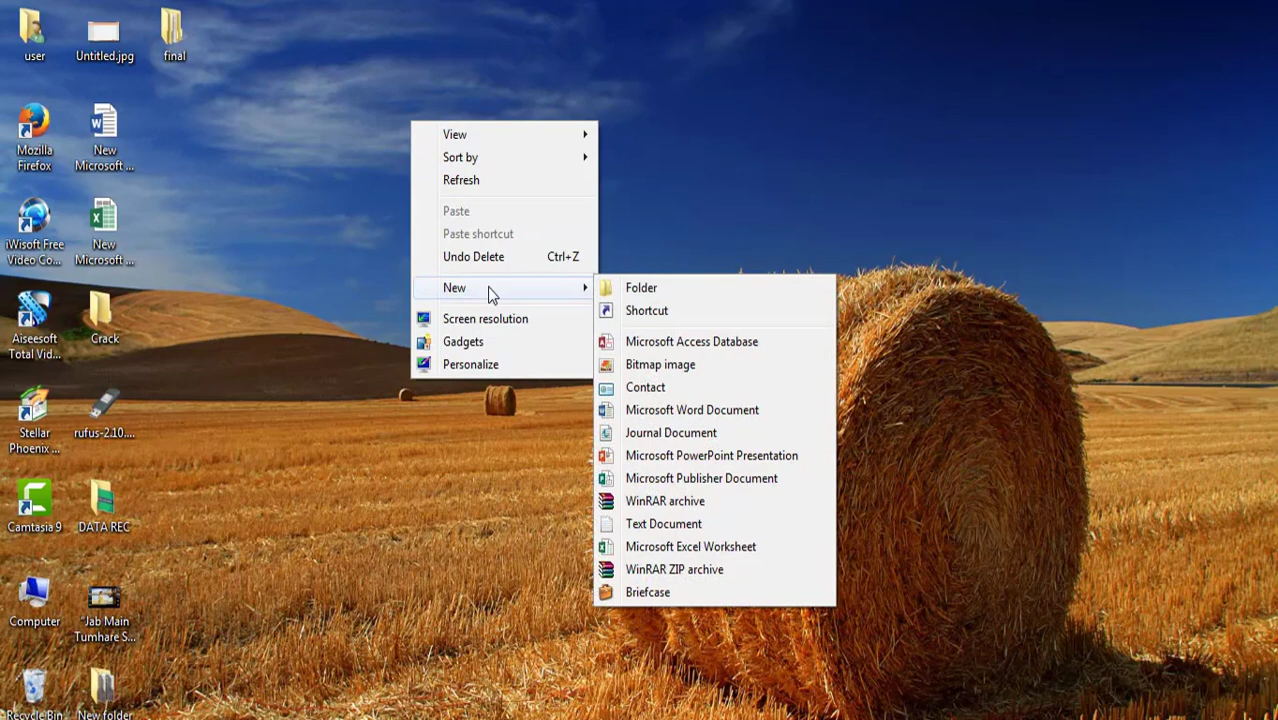 user
Untitled.jpg
final
Mozilla
Firefox
New
Microsoft ...
iWisoft Free
Video Co...
New
Microsoft ...
Aiseesoft
Total Vid...
Crack
Stellar
Phoenix ...
rufus-2.10....
Camtasia 9
DATA REC
Computer
"Jab Main
Tumhare S...
Recycle Bin
New folder
View
Sort by
Refresh
Paste
Paste shortcut
Undo Delete Ctrl+Z
New
Screen resolution
Gadgets
Personalize
Folder
Shortcut
Microsoft Access Database
Bitmap image
Contact
Microsoft Word Document
Journal Document
Microsoft PowerPoint Presentation
Microsoft Publisher Document
WinRAR archive
Text Document
Microsoft Excel Worksheet
WinRAR ZIP archive
Briefcase